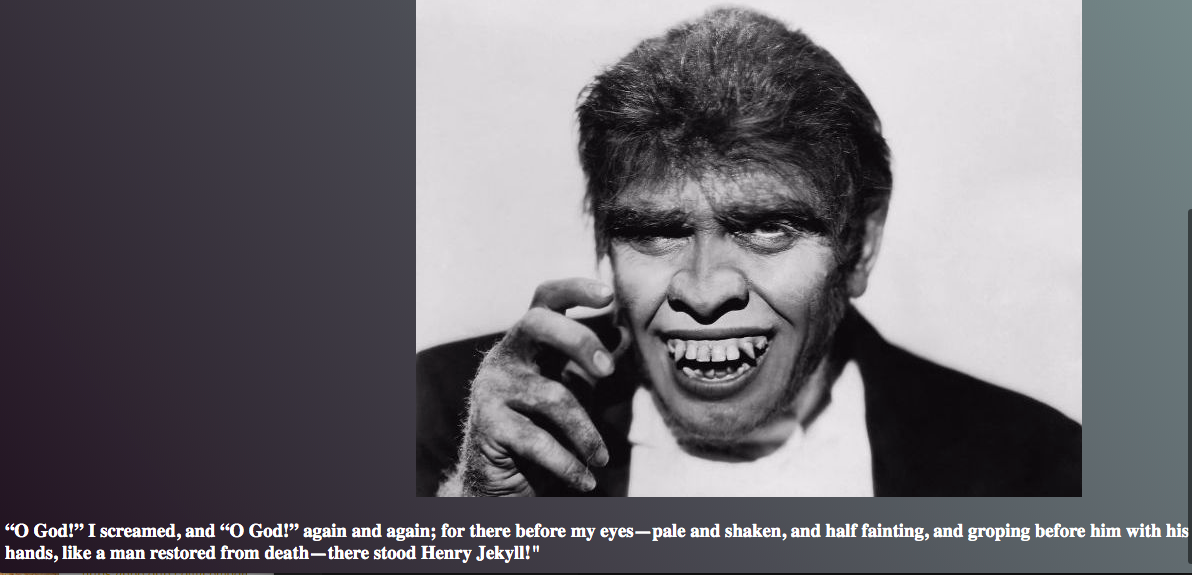 “O God!” I screamed, and “O God!” again and again; for there before my eyes—pale and shaken, and half fainting, and groping before him with his
hands, like a man restored from death—there stood Henry Jekyll!"